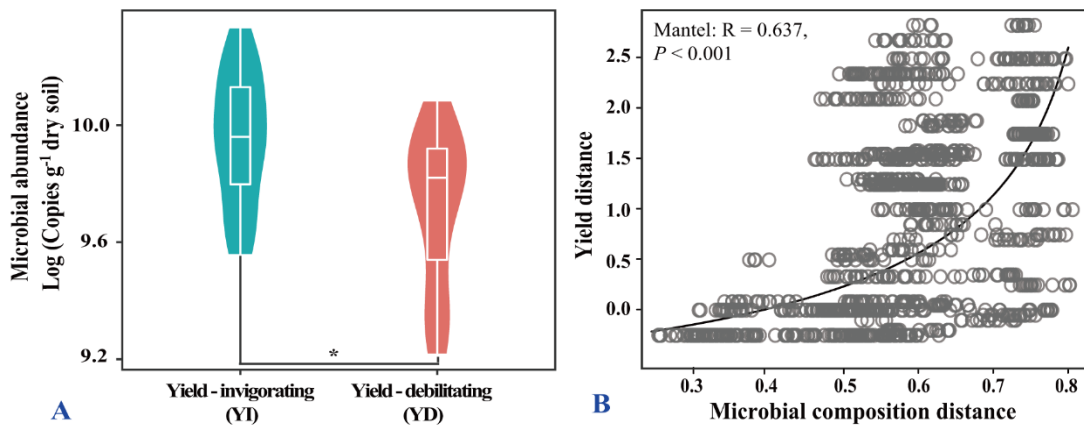 Microbial abundance
Log (Copies g⁻¹ dry soil)
10.0
9.6
9.2
*
Yield - invigorating
(YI)
Yield - debilitating
(YD)
A
Mantel: R = 0.637,
P < 0.001
Yield distance
2.5
2.0
1.5
1.0
0.5
0.0
0.3 0.4 0.5 0.6 0.7 0.8
Microbial composition distance
B